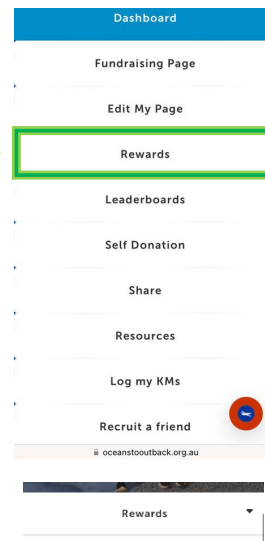 Dashboard
Fundraising Page
Edit My Page
Rewards
Leaderboards
Self Donation
Share
Resources
Log my KMs
Recruit a friend
oceanstooutback.org.au
Rewards